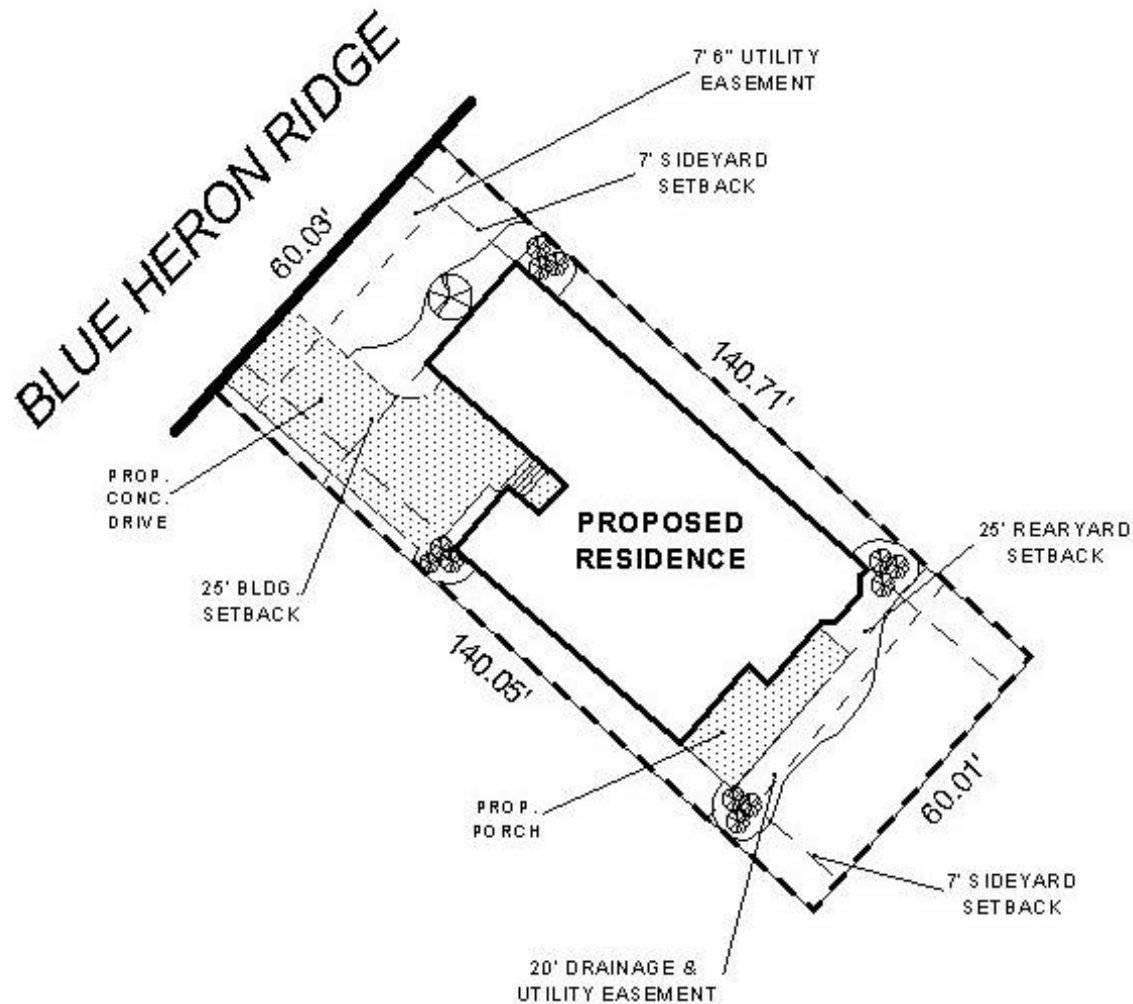 7' 6" UTILITY
EASEMENT
BLUE HERON RIDGE
7' SIDEYARD
SETBACK
60.03'
140.71'
PROP.
CONC.
DRIVE
PROPOSED
RESIDENCE
25' REARYARD
SETBACK
25' BLDG.
SETBACK
140.05'
60.01'
PROP.
PORCH
7' SIDEYARD
SETBACK
20' DRAINAGE &
UTILITY EASEMENT